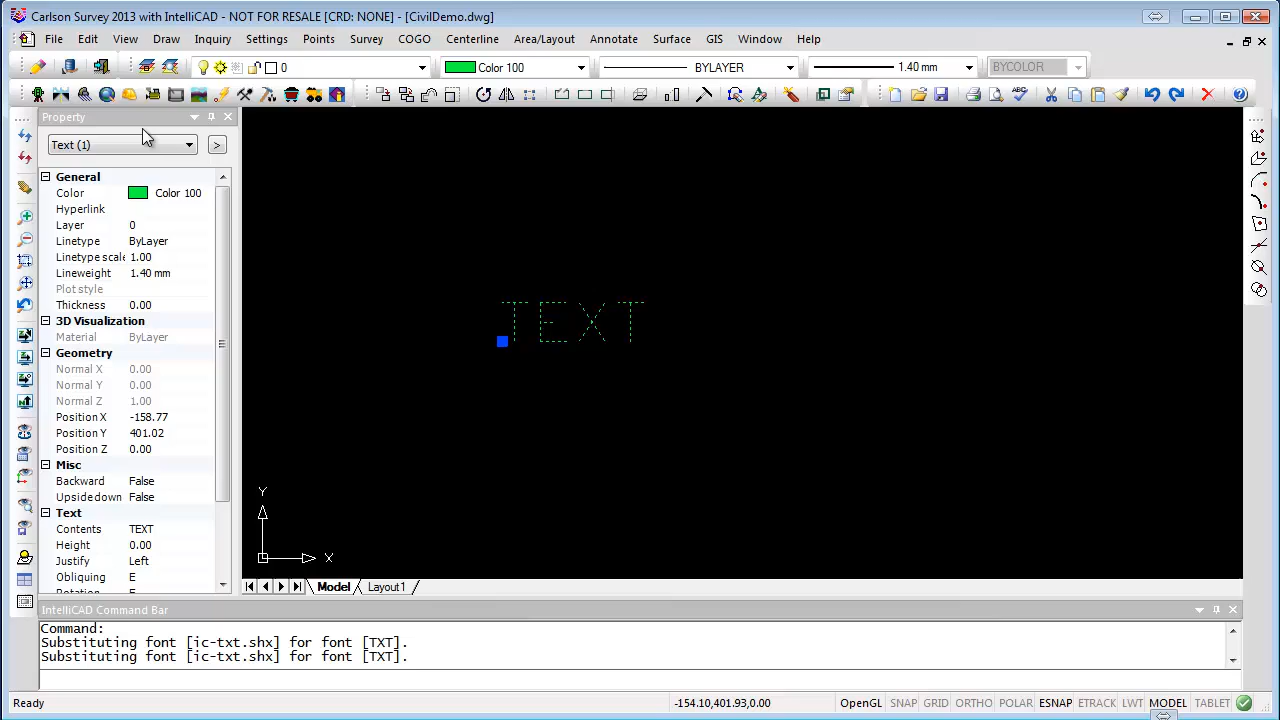 Carlson Survey 2013 with IntelliCAD - NOT FOR RESALE [CRD: NONE] - [CivilDemo.dwg]
File Edit View Draw Inquiry Settings Points Survey COGO Centerline Area/Layout Annotate Surface GIS Window Help
0 Color 100 BYLAYER 1.40 mm BYCOLOR
Property
Text (1) >
General
Color Color 100
Hyperlink
Layer 0
Linetype ByLayer
Linetype scale 1.00
Lineweight 1.40 mm
Plot style
Thickness 0.00
3D Visualization
Material ByLayer
Geometry
Normal X 0.00
Normal Y 0.00
Normal Z 1.00
Position X -158.77
Position Y 401.02
Position Z 0.00
Misc
Backward False
Upsidedown False
Text
Contents TEXT
Height 0.00
Justify Left
Obliquing E
TEXT
Y
X
Model Layout1
IntelliCAD Command Bar
Command:
Substituting font [ic-txt.shx] for font [TXT].
Substituting font [ic-txt.shx] for font [TXT].
Ready -154.10,401.93,0.00 OpenGL SNAP GRID ORTHO POLAR ESNAP ETRACK LWT MODEL TABLET